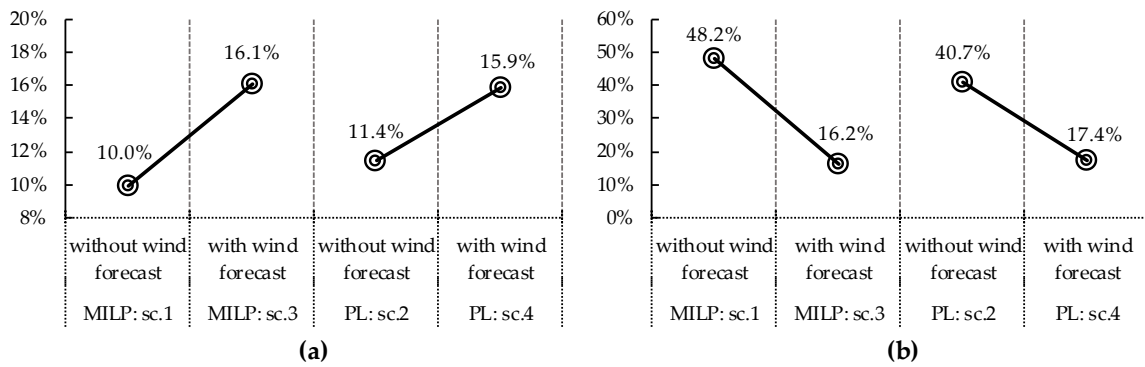 20%
18%
16%
14%
12%
10%
8%
10.0%
16.1%
11.4%
15.9%
without wind forecast
with wind forecast
without wind forecast
with wind forecast
MILP: sc.1
MILP: sc.3
PL: sc.2
PL: sc.4
(a)
60%
50%
40%
30%
20%
10%
0%
48.2%
16.2%
40.7%
17.4%
without wind forecast
with wind forecast
without wind forecast
with wind forecast
MILP: sc.1
MILP: sc.3
PL: sc.2
PL: sc.4
(b)